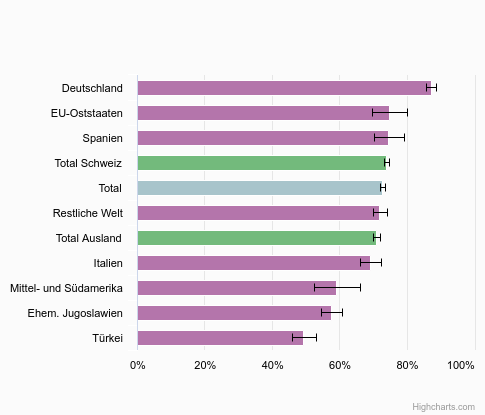 Deutschland
EU-Oststaaten
Spanien
Total Schweiz
Total
Restliche Welt
Total Ausland
Italien
Mittel- und Südamerika
Ehem. Jugoslawien
Türkei
0% 20% 40% 60% 80% 100%
Highcharts.com